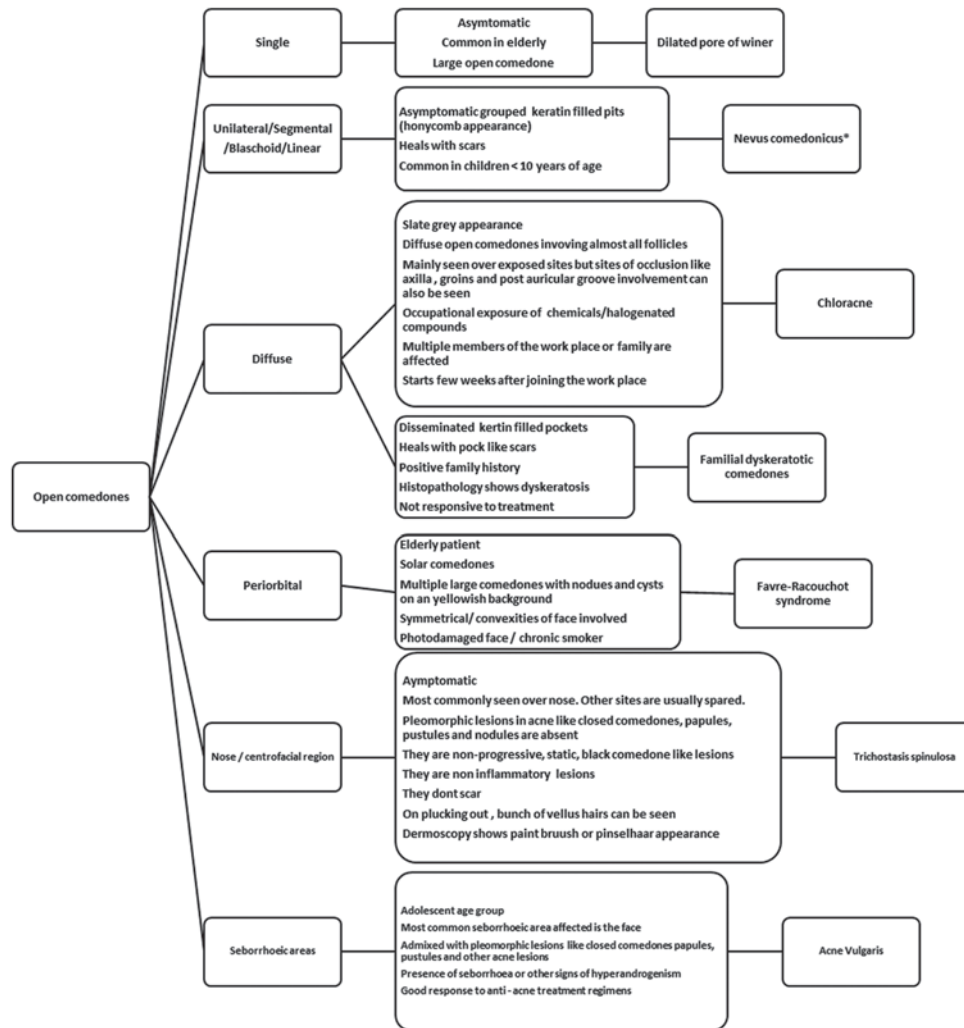 Open comedones
Single
Asymtomatic
Common in elderly
Large open comedone
Dilated pore of winer
Unilateral/Segmental
/Blaschoid/Linear
Asymptomatic grouped keratin filled pits
(honycomb appearance)
Heals with scars
Common in children < 10 years of age
Nevus comedonicus*
Diffuse
Slate grey appearance
Diffuse open comedones invoving almost all follicles
Mainly seen over exposed sites but sites of occlusion like
axilla , groins and post auricular groove involvement can
also be seen
Occupational exposure of chemicals/halogenated
compounds
Multiple members of the work place or family are
affected
Starts few weeks after joining the work place
Chloracne
Disseminated kertin filled pockets
Heals with pock like scars
Positive family history
Histopathology shows dyskeratosis
Not responsive to treatment
Familial dyskeratotic
comedones
Periorbital
Elderly patient
Solar comedones
Multiple large comedones with nodues and cysts
on an yellowish background
Symmetrical/ convexities of face involved
Photodamaged face / chronic smoker
Favre-Racouchot
syndrome
Nose / centrofacial region
Aymptomatic
Most commonly seen over nose. Other sites are usually spared.
Pleomorphic lesions in acne like closed comedones, papules,
pustules and nodules are absent
They are non-progressive, static, black comedone like lesions
They are non inflammatory lesions
They dont scar
On plucking out , bunch of vellus hairs can be seen
Dermoscopy shows paint bruush or pinselhaar appearance
Trichostasis spinulosa
Seborrhoeic areas
Adolescent age group
Most common seborrhoeic area affected is the face
Admixed with pleomorphic lesions like closed comedones papules,
pustules and other acne lesions
Presence of seborrhoea or other signs of hyperandrogenism
Good response to anti - acne treatment regimens
Acne Vulgaris